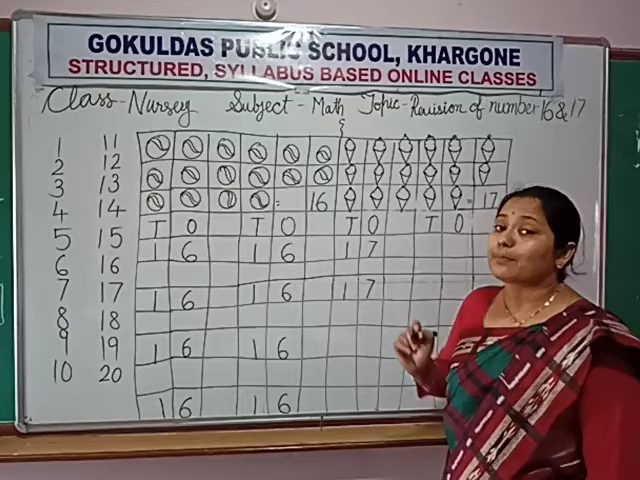 GOKULDAS PUBLIC SCHOOL, KHARGONE
STRUCTURED, SYLLABUS BASED ONLINE CLASSES
Class - Nursey Subject - Math Topic - Revision of number 16 & 17
1 11
2 12
3 13
4 14 = 16 = 17
T O T O T O T O
5 15 1 6 1 6 1 7
6 16
7 17 1 6 1 6 1 7
8 18
9 19 1 6 1 6
10 20
1 6 1 6